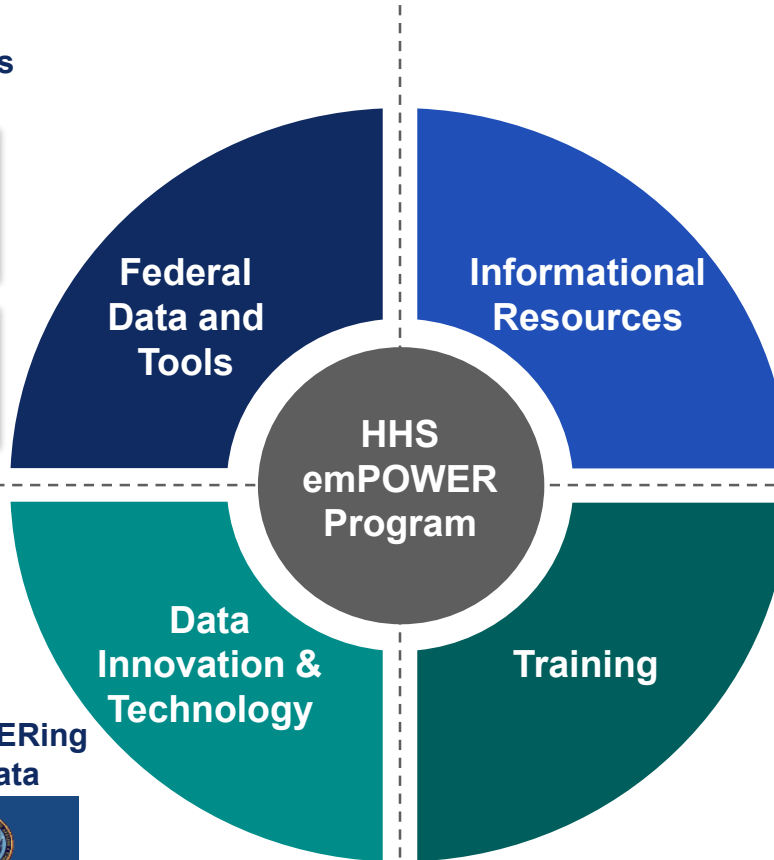 s
Federal
Data and
Tools
Informational
Resources
HHS
emPOWER
Program
Data
Innovation &
Technology
Training
ERing
ata